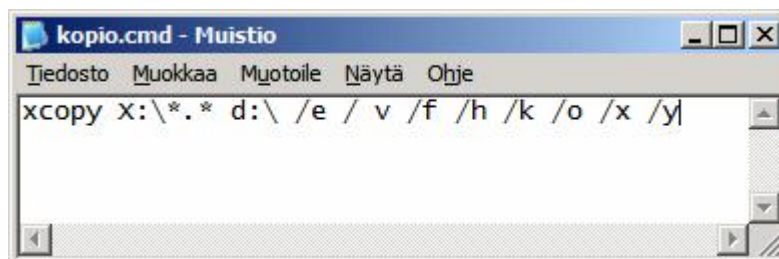 kopio.cmd - Muistio
Tiedosto Muokkaa Muotoile Näytä Ohje
xcopy X:\*.* d:\ /e / v /f /h /k /o /x /y